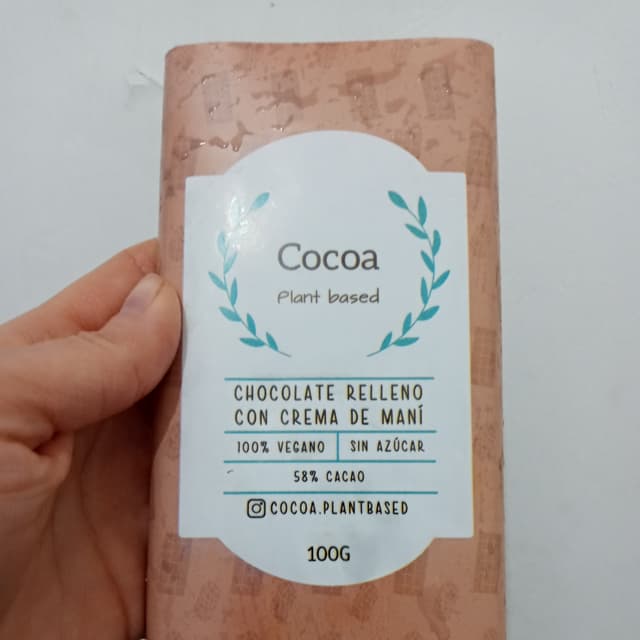 Cocoa
Plant based
CHOCOLATE RELLENO
CON CREMA DE MANÍ
100% VEGANO SIN AZÚCAR
58% CACAO
COCOA.PLANTBASED
100G